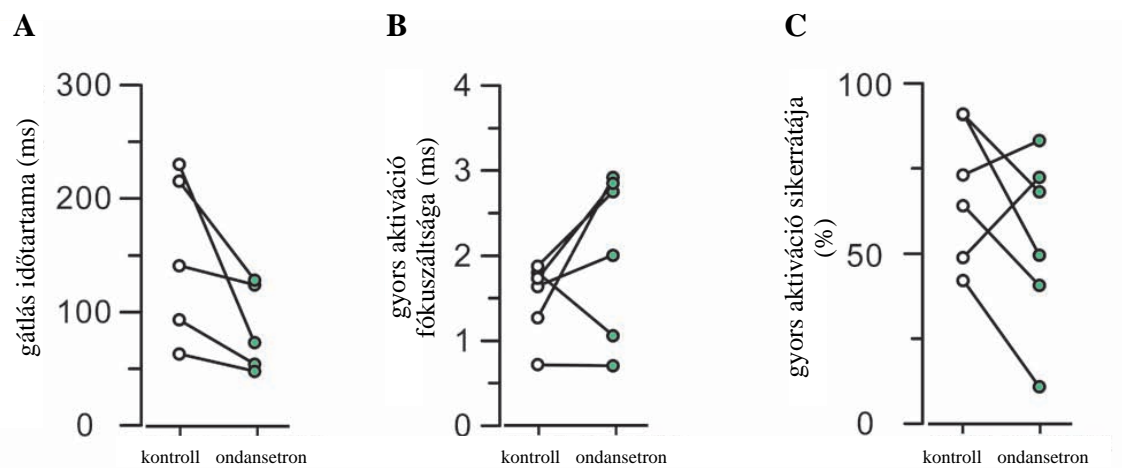 A
gátlás időtartama (ms)
300
200
100
0
kontroll ondansetron
B
gyors aktiváció
fókuszáltsága (ms)
4
3
2
1
0
kontroll ondansetron
C
gyors aktiváció sikerrátája
(%)
100
50
0
kontroll ondansetron